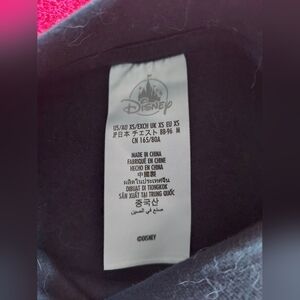 Disney
US/AU XS/EXCH UK XS EU XS
JP日本 チェスト 88-96 M
CN 165/80A
MADE IN CHINA
FABRIQUÉ EN CHINE
HECHO EN CHINA
中國製
ผลิตในประเทศจีน
DIBUAT DI TIONGKOK
SẢN XUẤT TẠI TRUNG QUỐC
중국산
صنع في الصين
©DISNEY